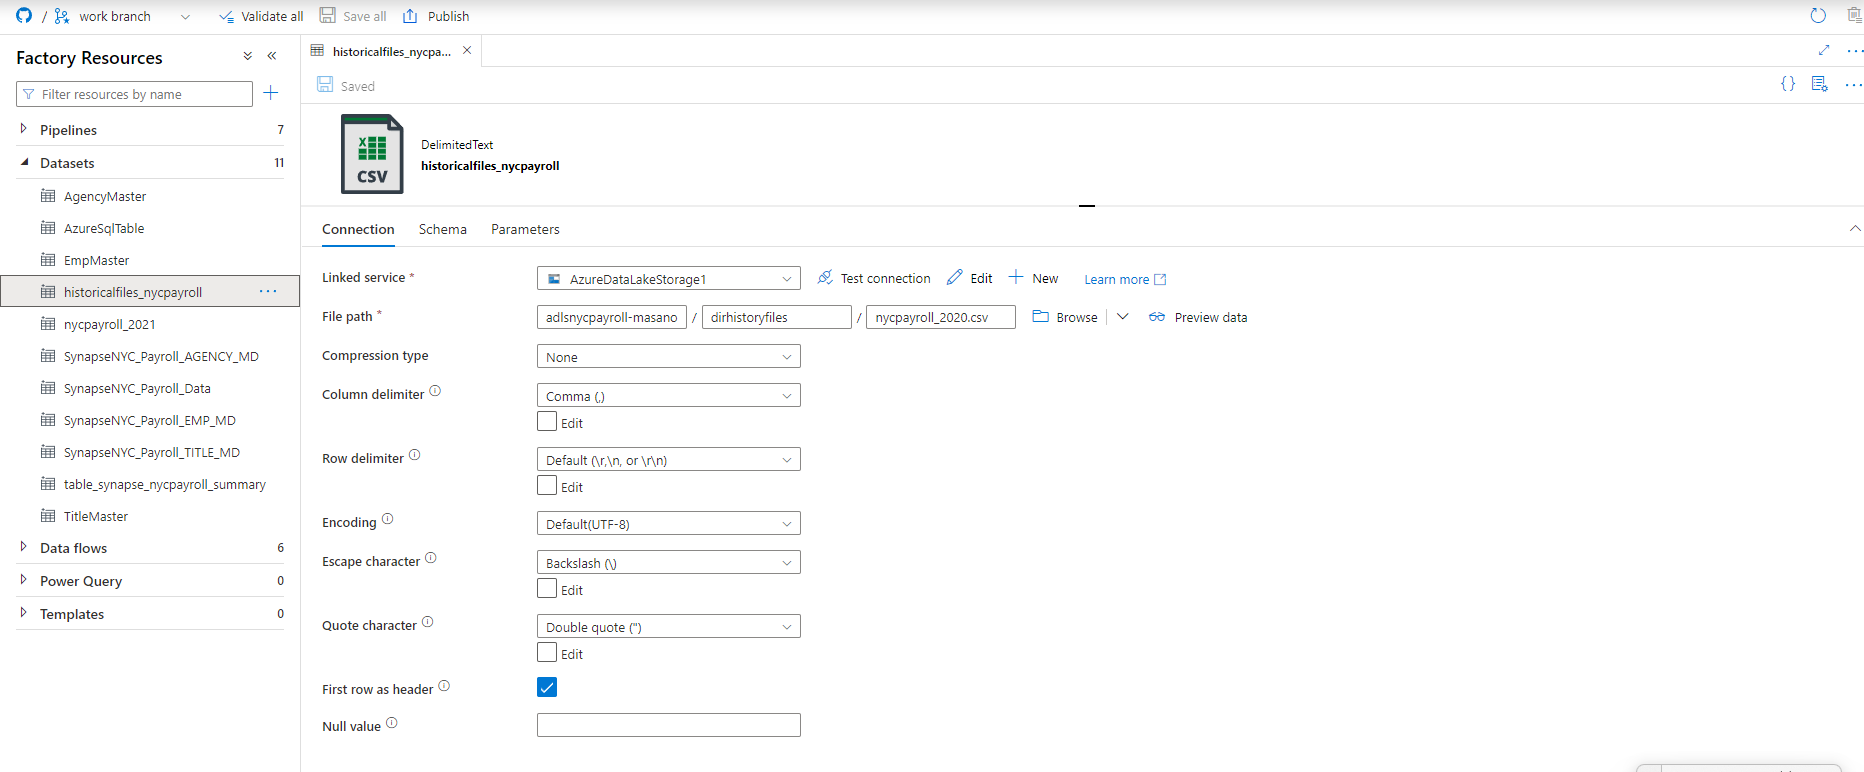 / work branch Validate all Save all Publish
Factory Resources
Filter resources by name
Pipelines 7
Datasets 11
AgencyMaster
AzureSqlTable
EmpMaster
historicalfiles_nycpayroll ...
nycpayroll_2021
SynapseNYC_Payroll_AGENCY_MD
SynapseNYC_Payroll_Data
SynapseNYC_Payroll_EMP_MD
SynapseNYC_Payroll_TITLE_MD
table_synapse_nycpayroll_summary
TitleMaster
Data flows 6
Power Query 0
Templates 0
historicalfiles_nycpa...
Saved
{}
X
CSV
DelimitedText
historicalfiles_nycpayroll
Connection Schema Parameters
Linked service * AzureDataLakeStorage1 Test connection Edit New Learn more
File path * adlsnycpayroll-masano / dirhistoryfiles / nycpayroll_2020.csv Browse Preview data
Compression type None
Column delimiter Comma (,)
Edit
Row delimiter Default (\r,\n, or \r\n)
Edit
Encoding Default(UTF-8)
Escape character Backslash (\)
Edit
Quote character Double quote (")
Edit
First row as header
Null value